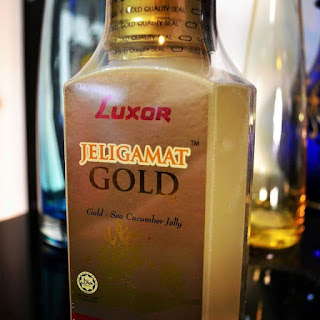 GOLD QUALITY SEAL
LUXOR
JELIGAMAT™
GOLD
Gold - Sea Cucumber Jelly